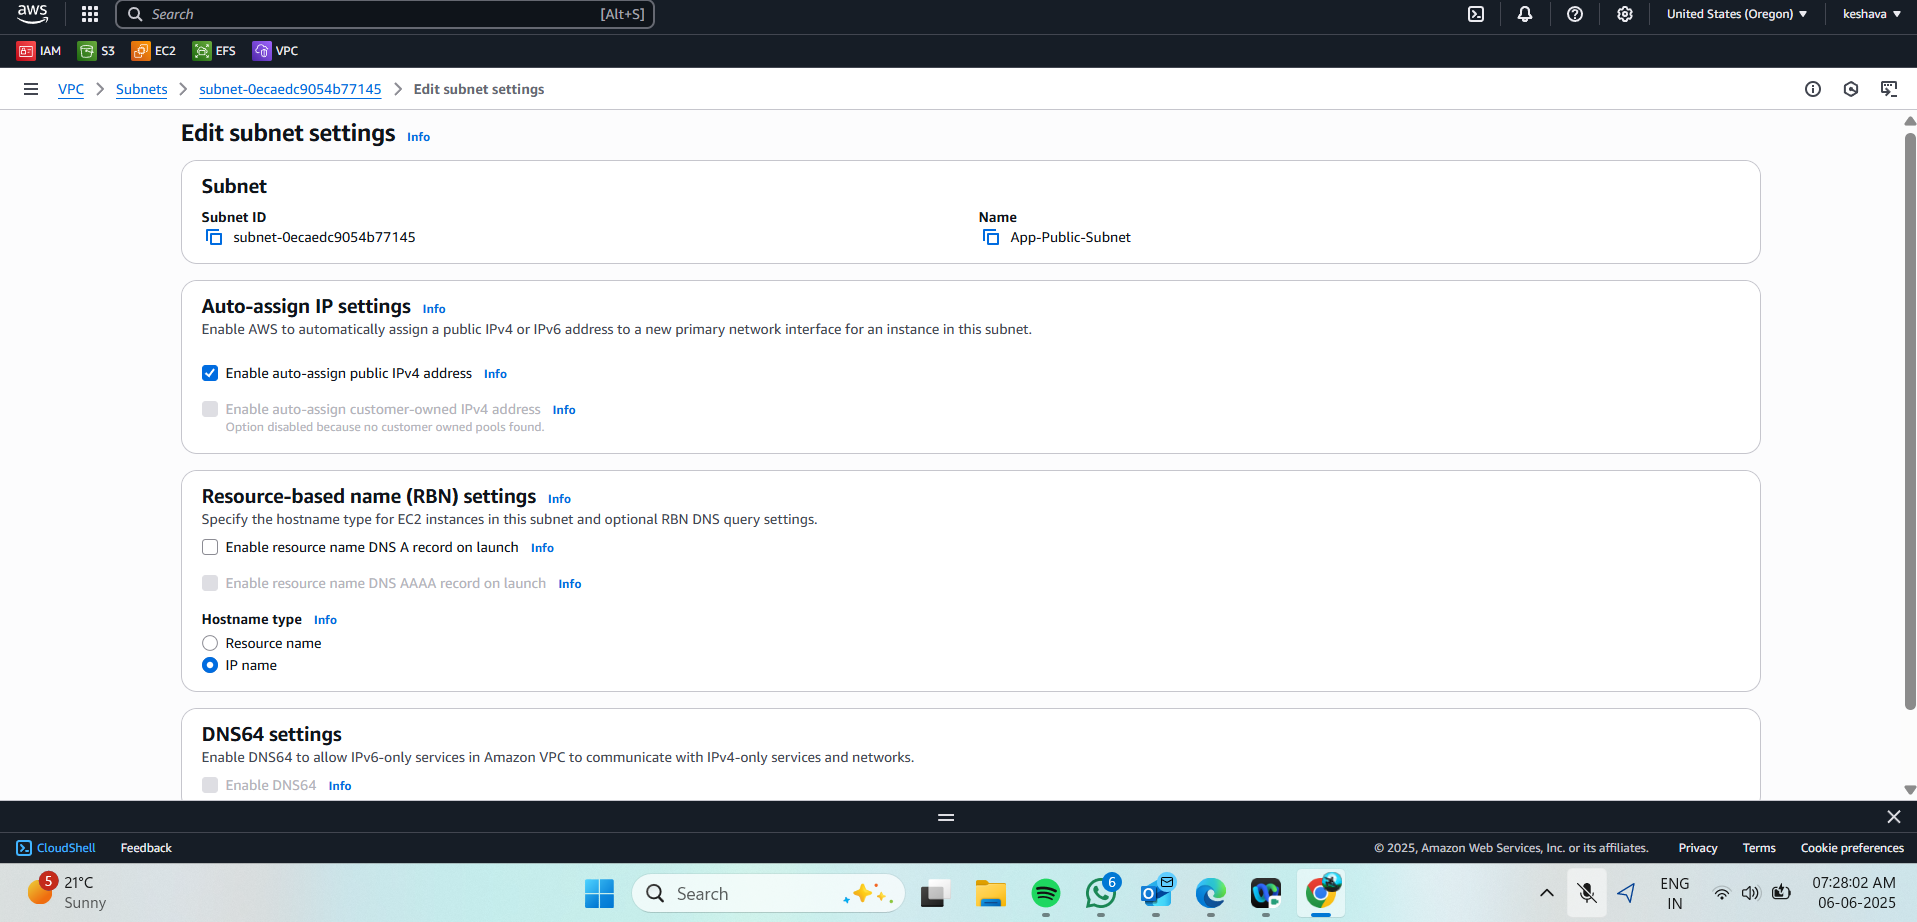 aws Search [Alt+S] United States (Oregon) keshava
IAM S3 EC2 EFS VPC
VPC Subnets subnet-0ecaedc9054b77145 Edit subnet settings
Edit subnet settings Info
Subnet
Subnet ID Name
subnet-0ecaedc9054b77145 App-Public-Subnet
Auto-assign IP settings Info
Enable AWS to automatically assign a public IPv4 or IPv6 address to a new primary network interface for an instance in this subnet.
Enable auto-assign public IPv4 address Info
Enable auto-assign customer-owned IPv4 address Info
Option disabled because no customer owned pools found.
Resource-based name (RBN) settings Info
Specify the hostname type for EC2 instances in this subnet and optional RBN DNS query settings.
Enable resource name DNS A record on launch Info
Enable resource name DNS AAAA record on launch Info
Hostname type Info
Resource name
IP name
DNS64 settings
Enable DNS64 to allow IPv6-only services in Amazon VPC to communicate with IPv4-only services and networks.
Enable DNS64 Info
CloudShell Feedback © 2025, Amazon Web Services, Inc. or its affiliates. Privacy Terms Cookie preferences
5 21°C Search 6 ENG 07:28:02 AM
Sunny IN 06-06-2025